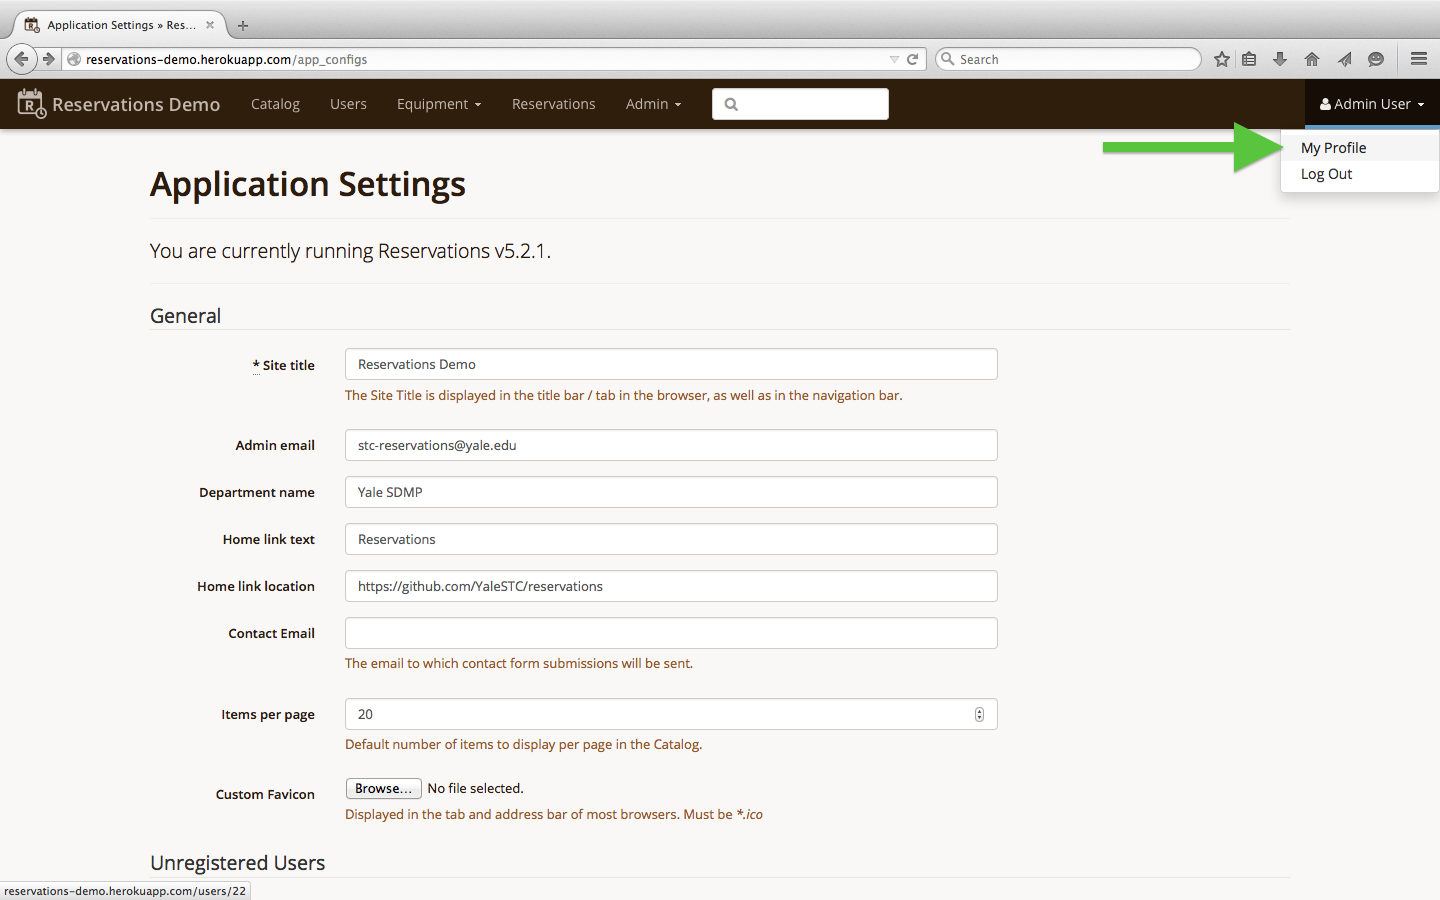 Application Settings » Res...
reservations-demo.herokuapp.com/app_configs
Search
Reservations Demo Catalog Users Equipment Reservations Admin Admin User
My Profile
Log Out
Application Settings
You are currently running Reservations v5.2.1.
General
* Site title Reservations Demo
The Site Title is displayed in the title bar / tab in the browser, as well as in the navigation bar.
Admin email stc-reservations@yale.edu
Department name Yale SDMP
Home link text Reservations
Home link location https://github.com/YaleSTC/reservations
Contact Email
The email to which contact form submissions will be sent.
Items per page 20
Default number of items to display per page in the Catalog.
Custom Favicon Browse... No file selected.
Displayed in the tab and address bar of most browsers. Must be *.ico
Unregistered Users
reservations-demo.herokuapp.com/users/22